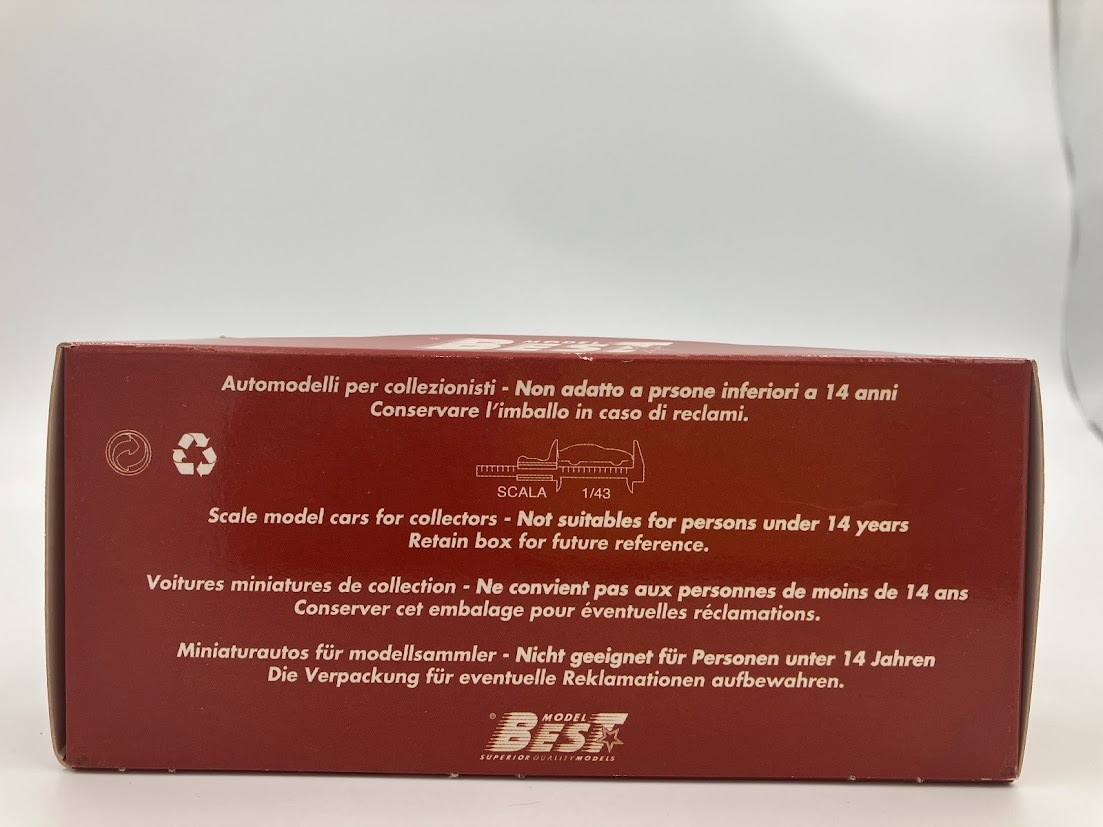 MODEL
BEST
Automodelli per collezionisti - Non adatto a prsone inferiori a 14 anni
Conservare l'imballo in caso di reclami.
SCALA 1/43
Scale model cars for collectors - Not suitables for persons under 14 years
Retain box for future reference.
Voitures miniatures de collection - Ne convient pas aux personnes de moins de 14 ans
Conserver cet embalage pour éventuelles réclamations.
Miniaturautos für modellsammler - Nicht geeignet für Personen unter 14 Jahren
Die Verpackung für eventuelle Reklamationen aufbewahren.
MODEL
BEST
SUPERIOR QUALITY MODELS